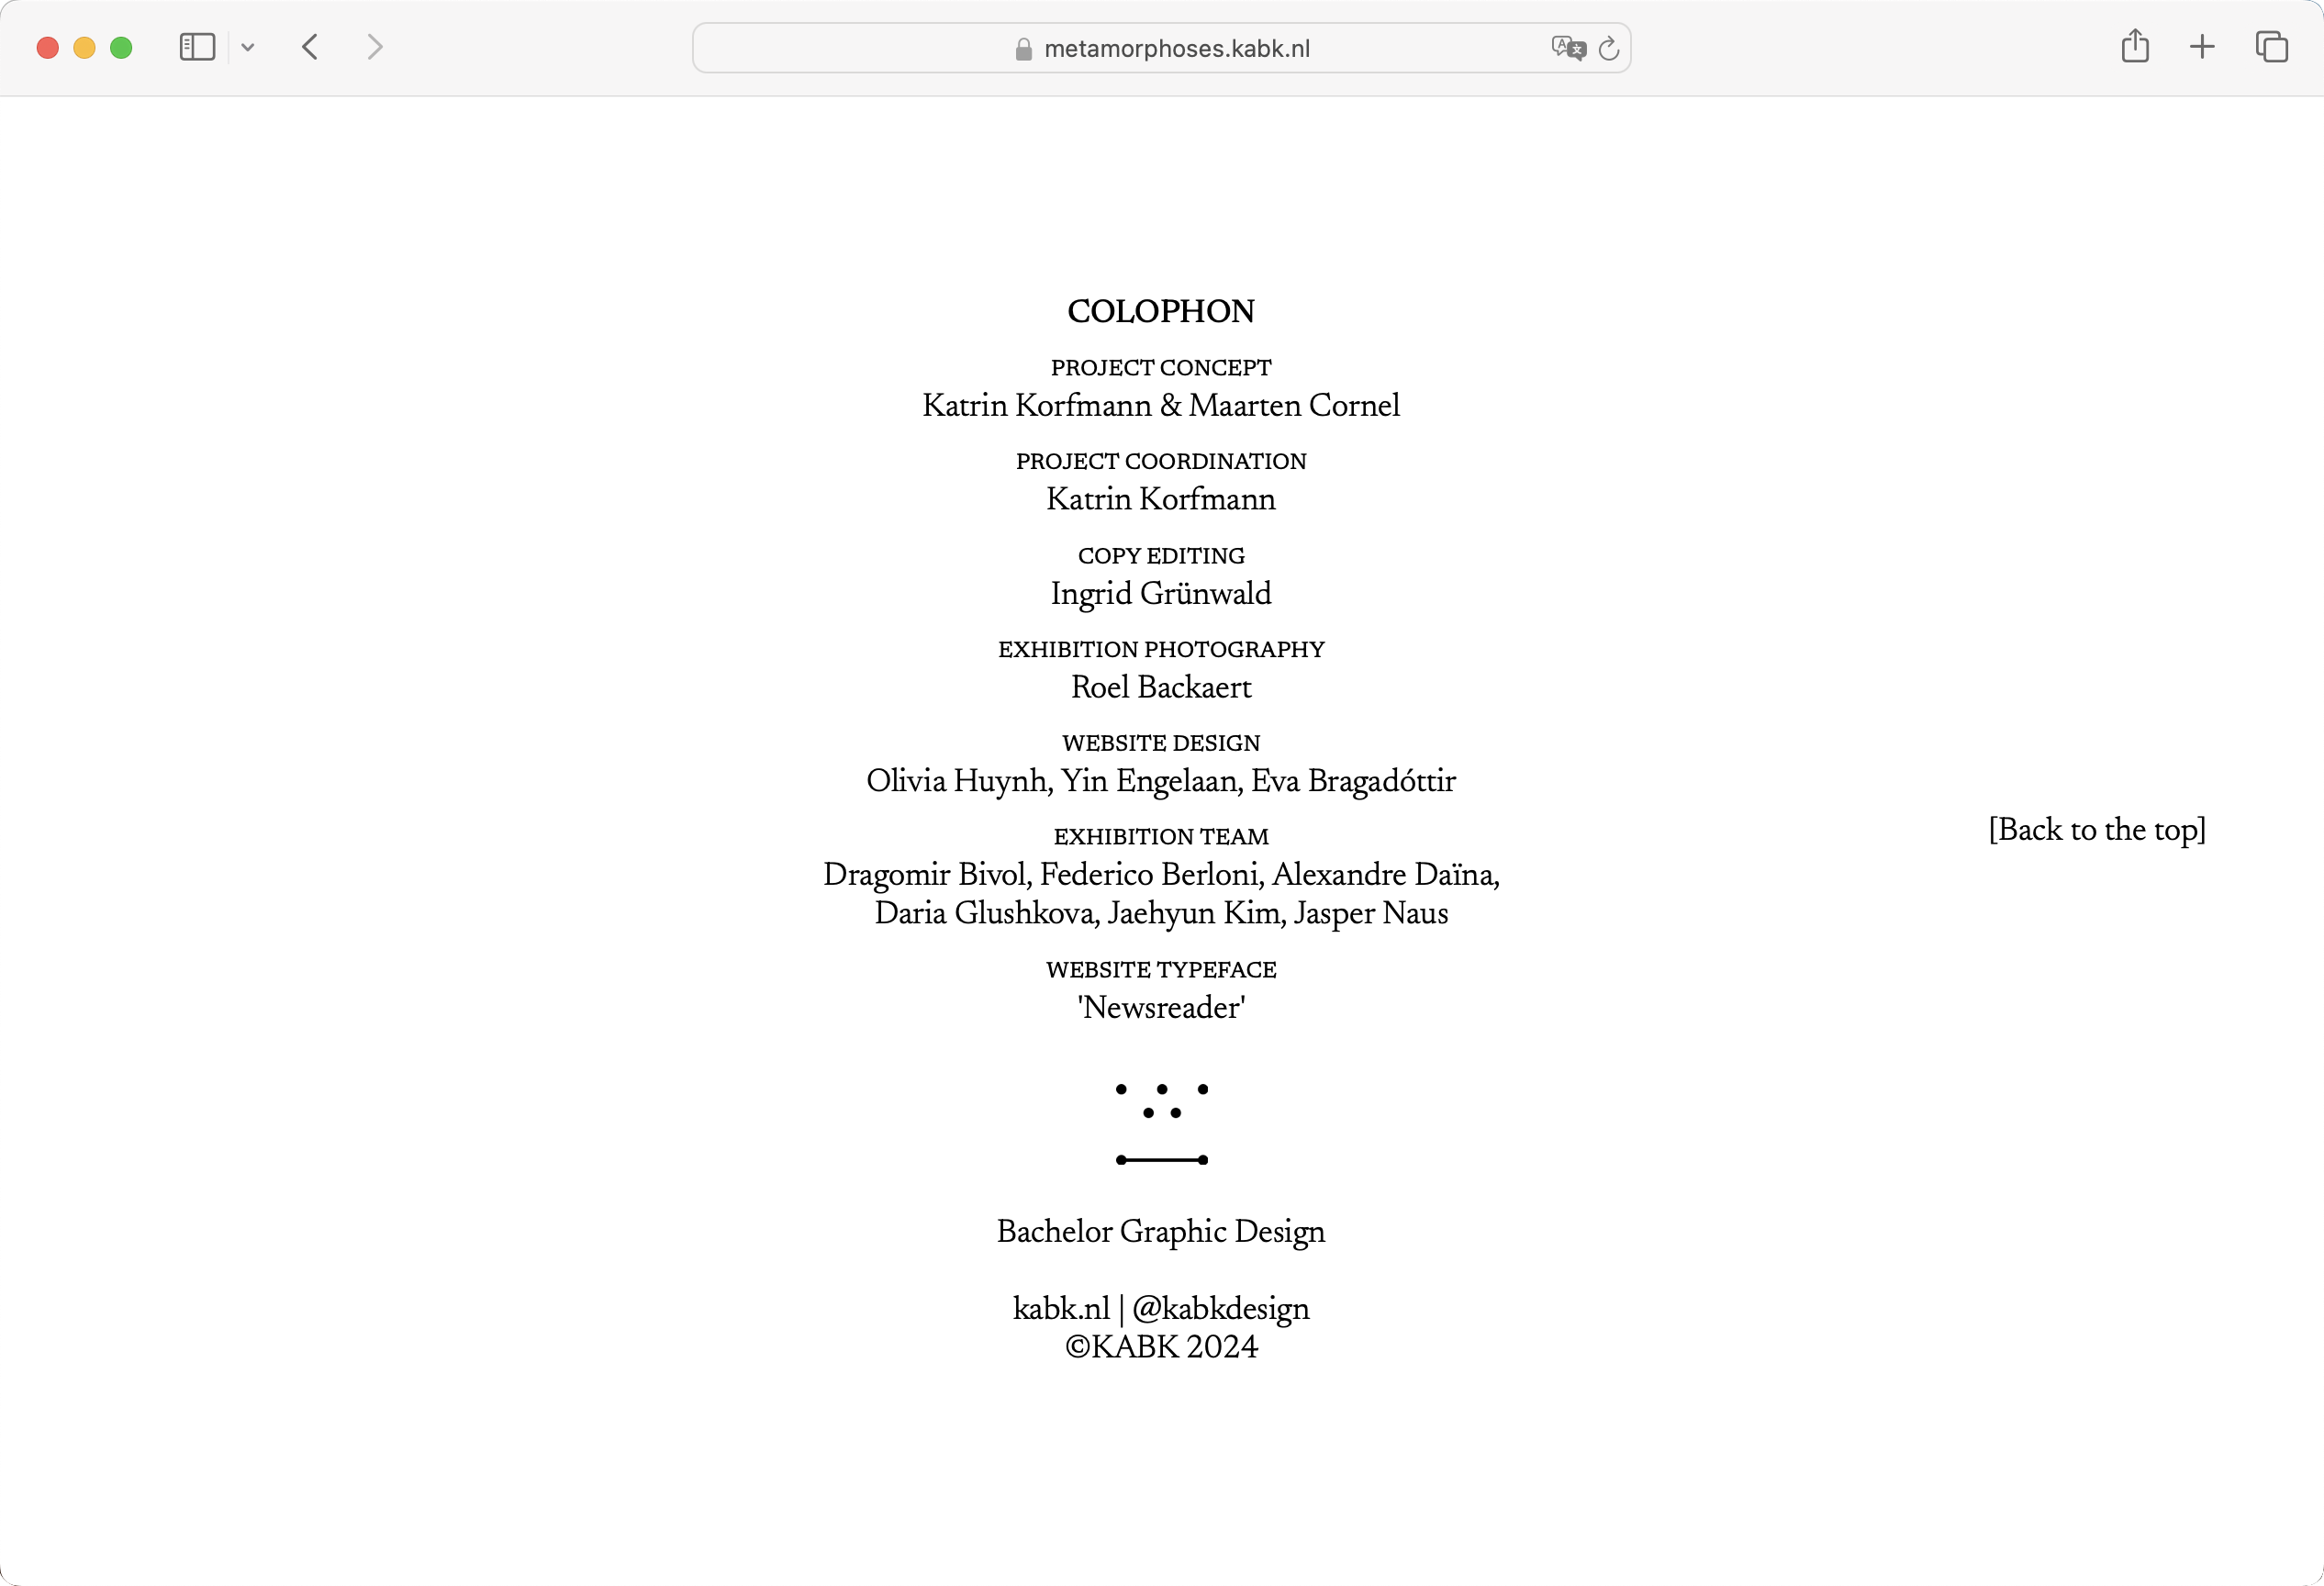 metamorphoses.kabk.nl
COLOPHON
PROJECT CONCEPT
Katrin Korfmann & Maarten Cornel
PROJECT COORDINATION
Katrin Korfmann
COPY EDITING
Ingrid Grünwald
EXHIBITION PHOTOGRAPHY
Roel Backaert
WEBSITE DESIGN
Olivia Huynh, Yin Engelaan, Eva Bragadóttir
[Back to the top]
EXHIBITION TEAM
Dragomir Bivol, Federico Berloni, Alexandre Daïna,
Daria Glushkova, Jaehyun Kim, Jasper Naus
WEBSITE TYPEFACE
'Newsreader'
Bachelor Graphic Design
kabk.nl | @kabkdesign
©KABK 2024